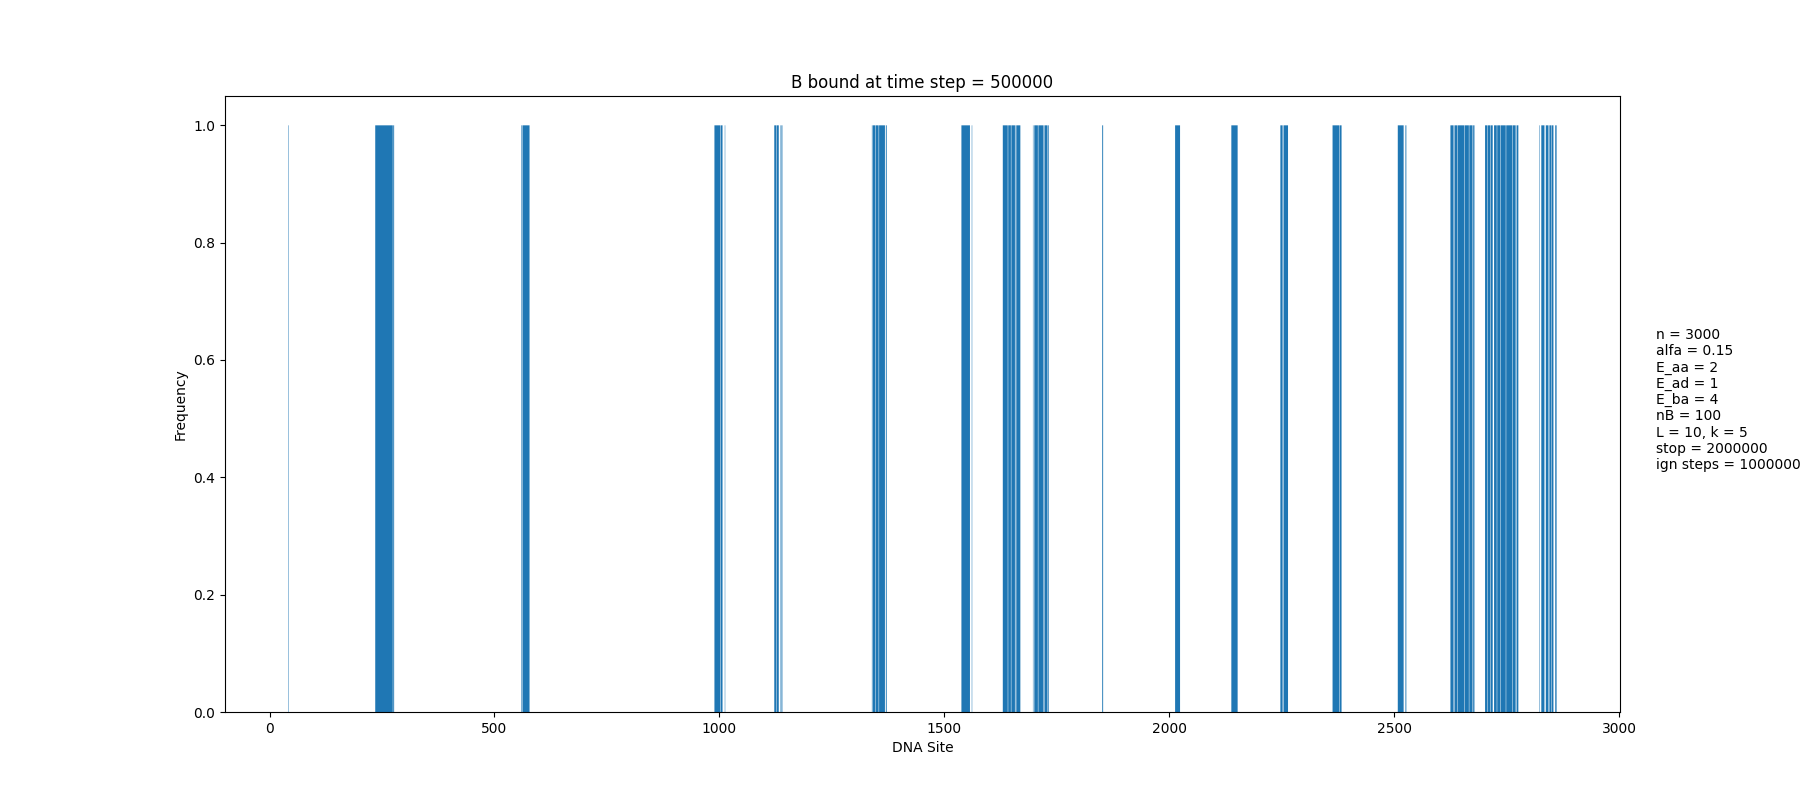 B bound at time step = 500000
1.0
0.8
0.6
0.4
0.2
0.0
Frequency
0 500 1000 1500 2000 2500 3000
DNA Site
n = 3000
alfa = 0.15
E_aa = 2
E_ad = 1
E_ba = 4
nB = 100
L = 10, k = 5
stop = 2000000
ign steps = 1000000